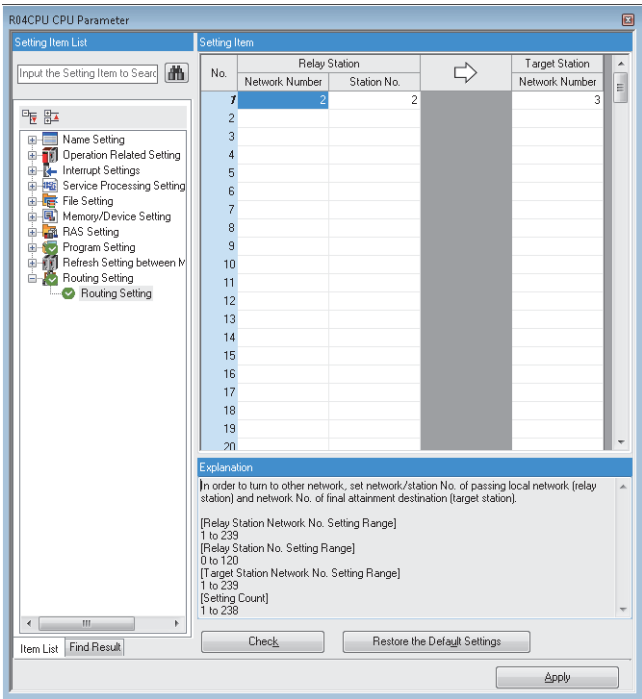 R04CPU CPU Parameter
Setting Item List
Input the Setting Item to Searc
Name Setting
Operation Related Setting
Interrupt Settings
Service Processing Setting
File Setting
Memory/Device Setting
RAS Setting
Program Setting
Refresh Setting between M
Routing Setting
Routing Setting
Item List
Find Result
Setting Item
No.
Relay Station
Target Station
Network Number
Station No.
Network Number
1 2 2 3
2
3
4
5
6
7
8
9
10
11
12
13
14
15
16
17
18
19
20
Explanation
In order to turn to other network, set network/station No. of passing local network (relay
station) and network No. of final attainment destination (target station).
[Relay Station Network No. Setting Range]
1 to 239
[Relay Station No. Setting Range]
0 to 120
[Target Station Network No. Setting Range]
1 to 239
[Setting Count]
1 to 238
Check
Restore the Default Settings
Apply